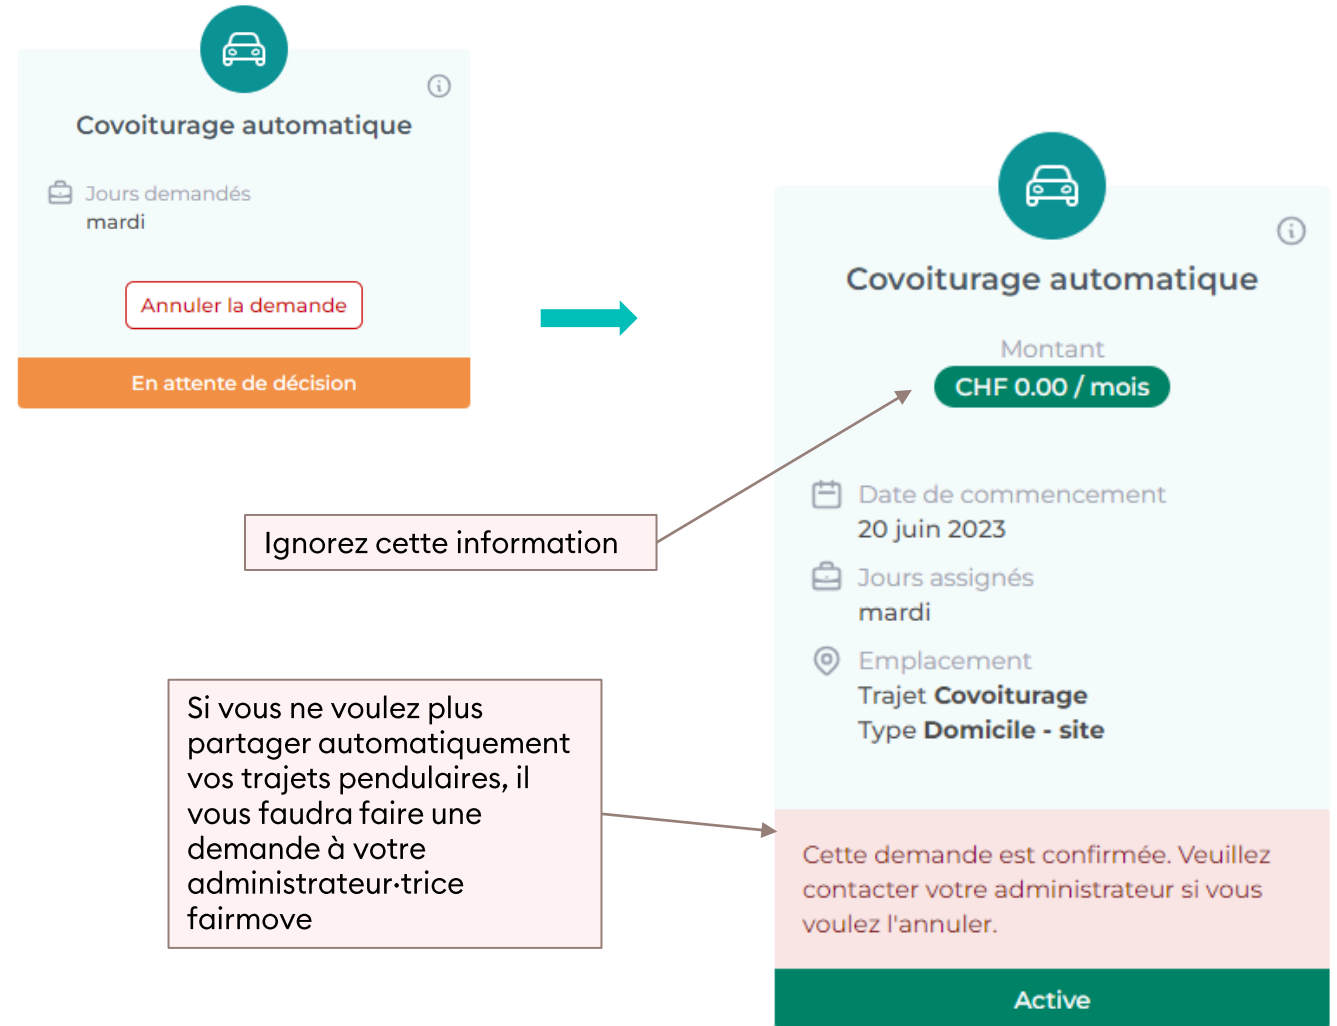 Covoiturage automatique
Jours demandés
mardi
Annuler la demande
En attente de décision
Covoiturage automatique
Montant
CHF 0.00 / mois
Date de commencement
20 juin 2023
Jours assignés
mardi
Emplacement
Trajet Covoiturage
Type Domicile - site
Cette demande est confirmée. Veuillez
contacter votre administrateur si vous
voulez l'annuler.
Active
Ignorez cette information
Si vous ne voulez plus
partager automatiquement
vos trajets pendulaires, il
vous faudra faire une
demande à votre
administrateur·trice
fairmove